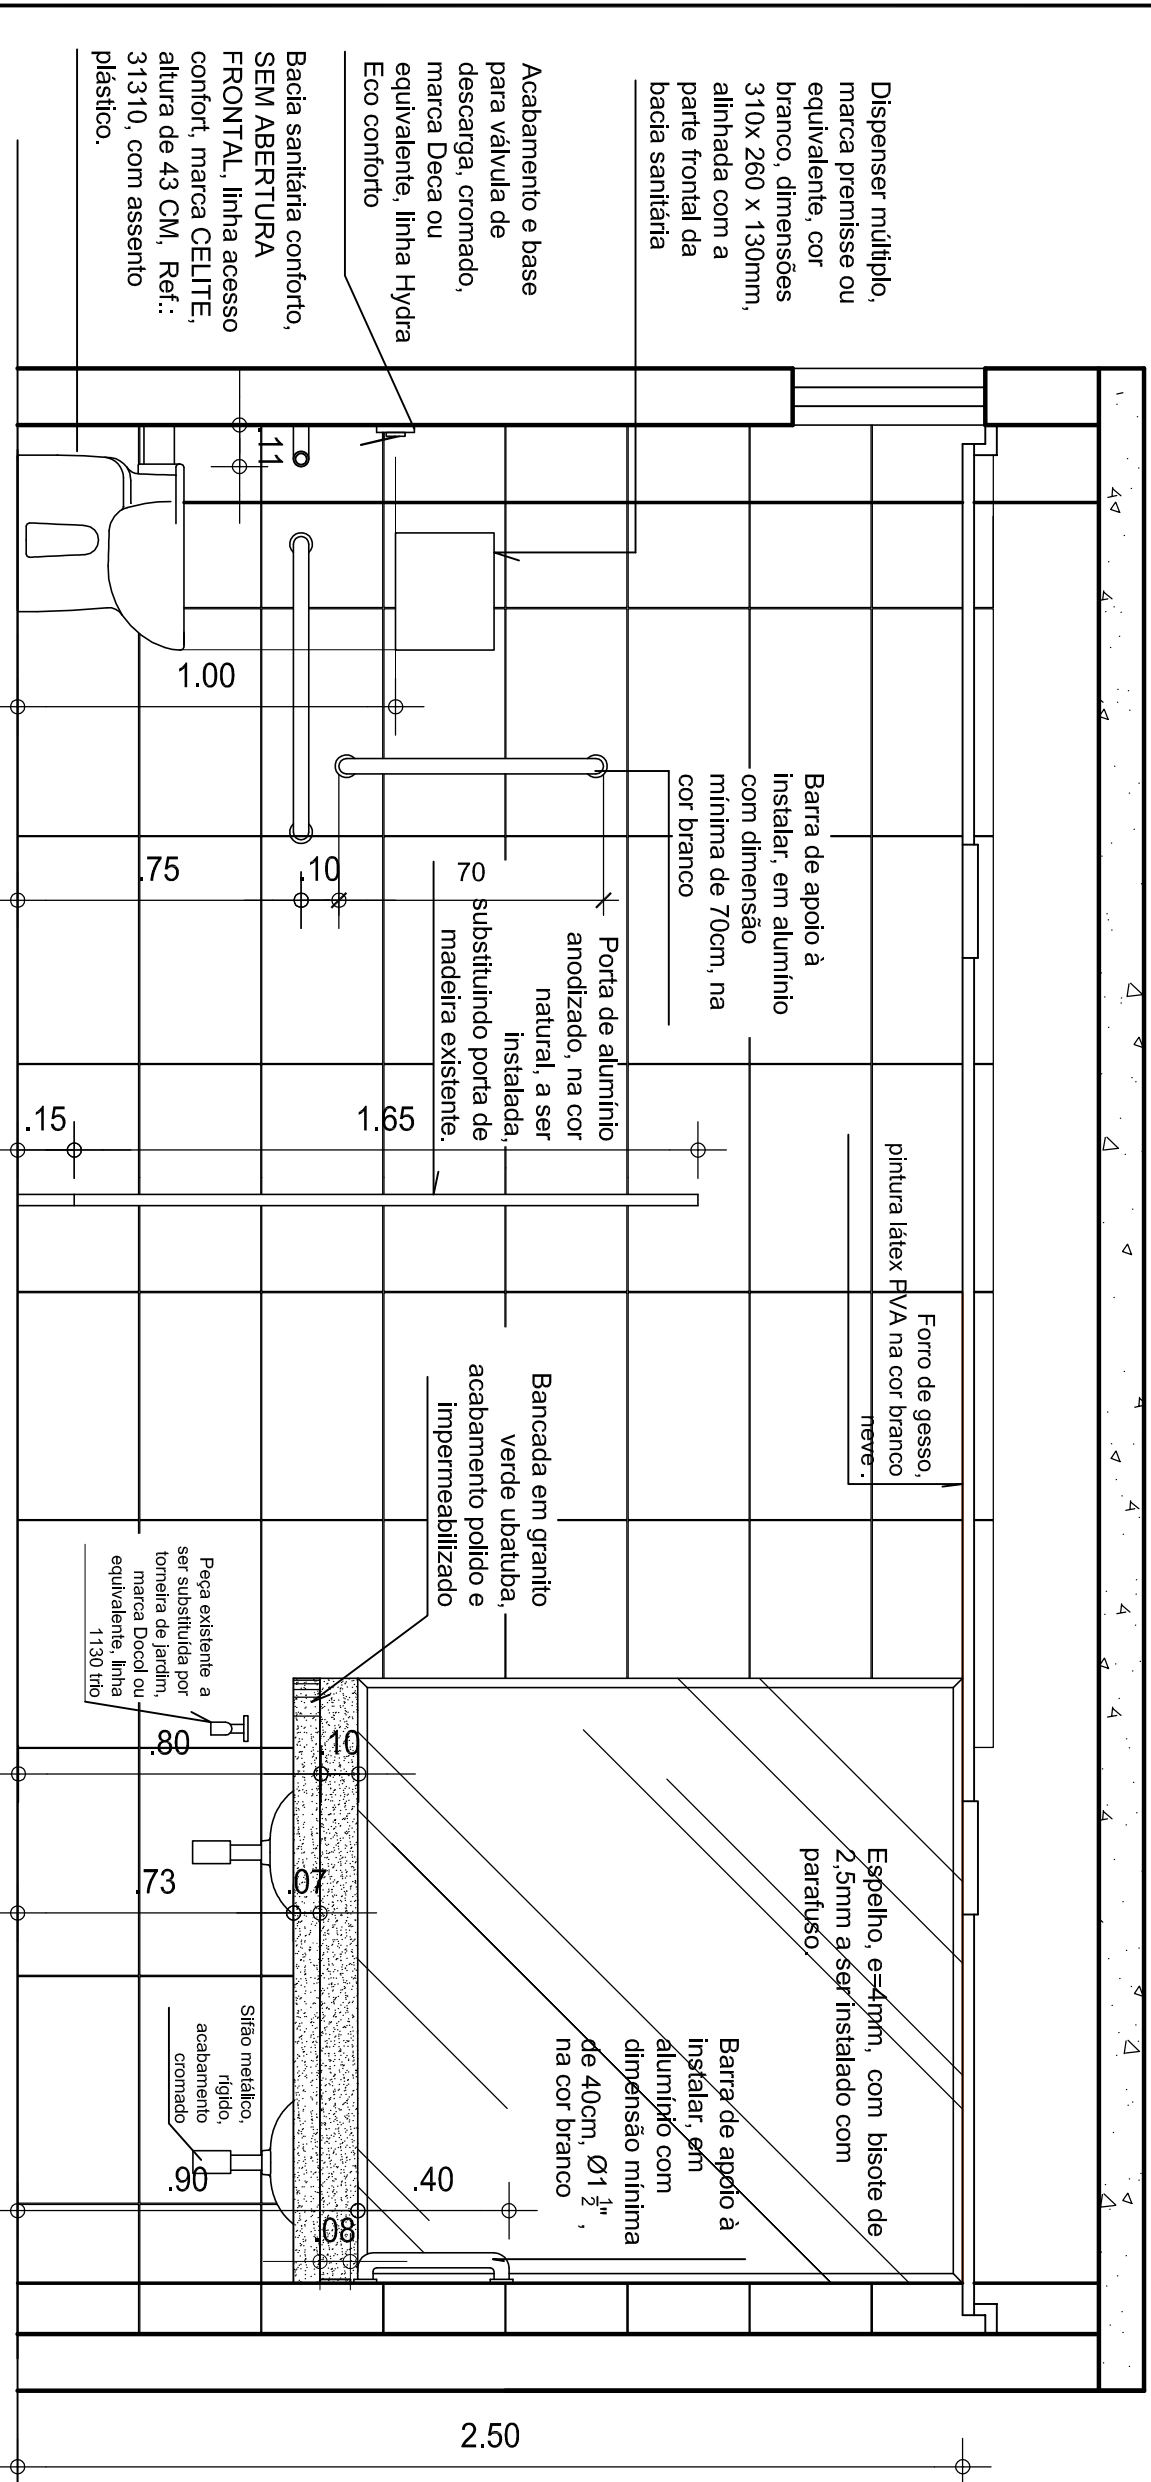 Dispenser múltiplo,
marca premisse ou
equivalente, cor
branco, dimensões
310x 260 x 130mm,
alinhada com a
parte frontal da
bacia sanitária
Acabamento e base
para válvula de
descarga, cromado,
marca Deca ou
equivalente, linha Hydra
Eco conforto
Bacia sanitária conforto,
SEM ABERTURA
FRONTAL, linha acesso
confort, marca CELITE,
altura de 43 CM, Ref.:
31310, com assento
plástico.
.11
1.00
Barra de apoio à
instalar, em alumínio
com dimensão
mínima de 70cm, na
cor branco
.75
.10
70
Porta de alumínio
anodizado, na cor
natural, a ser
instalada,
substituindo porta de
madeira existente.
.15
1.65
Forro de gesso,
pintura látex PVA na cor branco
neve .
Bancada em granito
verde ubatuba,
acabamento polido e
impermeabilizado
Peça existente a
ser substituída por
torneira de jardim,
marca Docol ou
equivalente, linha
1130 trio
.80
.10
.73
.07
Espelho, e=4mm, com bisote de
2,5mm a ser instalado com
parafuso.
Barra de apoio à
instalar, em
alumínio com
dimensão mínima
de 40cm, Ø1 1/2" ,
na cor branco
Sifão metálico,
rígido,
acabamento
cromado
.90
.40
.08
2.50